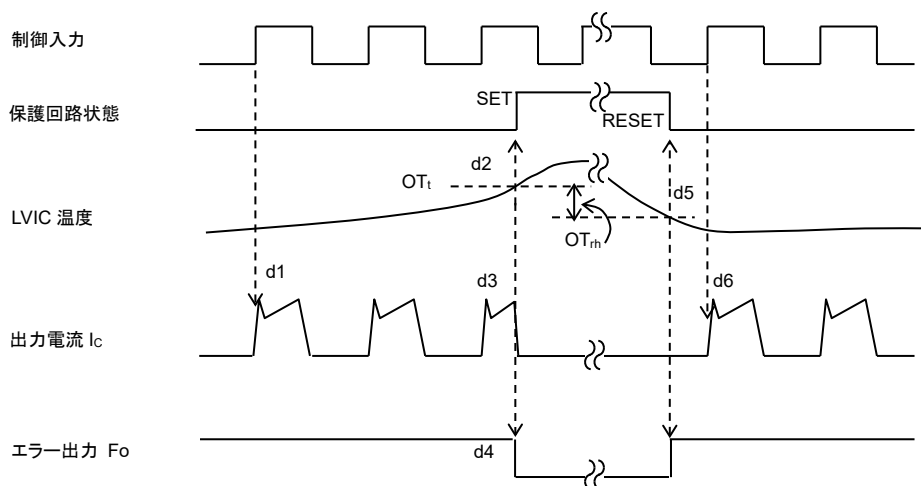 制御入力
SET
保護回路状態
RESET
d2
OTt
d5
LVIC 温度
OTrh
d1
d3
d6
出力電流 Ic
エラー出力 Fo
d4